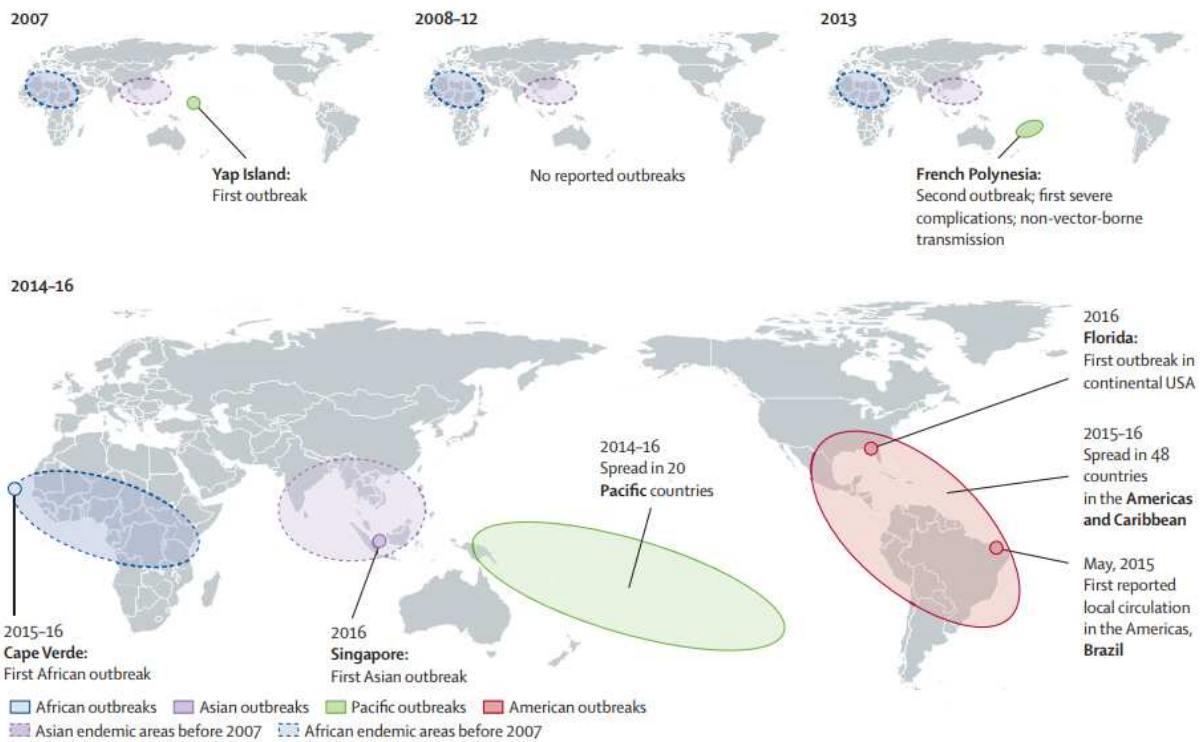 2007
2008–12
2013
Yap Island:
First outbreak
No reported outbreaks
French Polynesia:
Second outbreak; first severe
complications; non-vector-borne
transmission
2014–16
2016
Florida:
First outbreak in
continental USA
2015–16
Spread in 48
countries
in the Americas
and Caribbean
May, 2015
First reported
local circulation
in the Americas,
Brazil
2014–16
Spread in 20
Pacific countries
2015–16
Cape Verde:
First African outbreak
2016
Singapore:
First Asian outbreak
African outbreaks
Asian outbreaks
Pacific outbreaks
American outbreaks
Asian endemic areas before 2007
African endemic areas before 2007